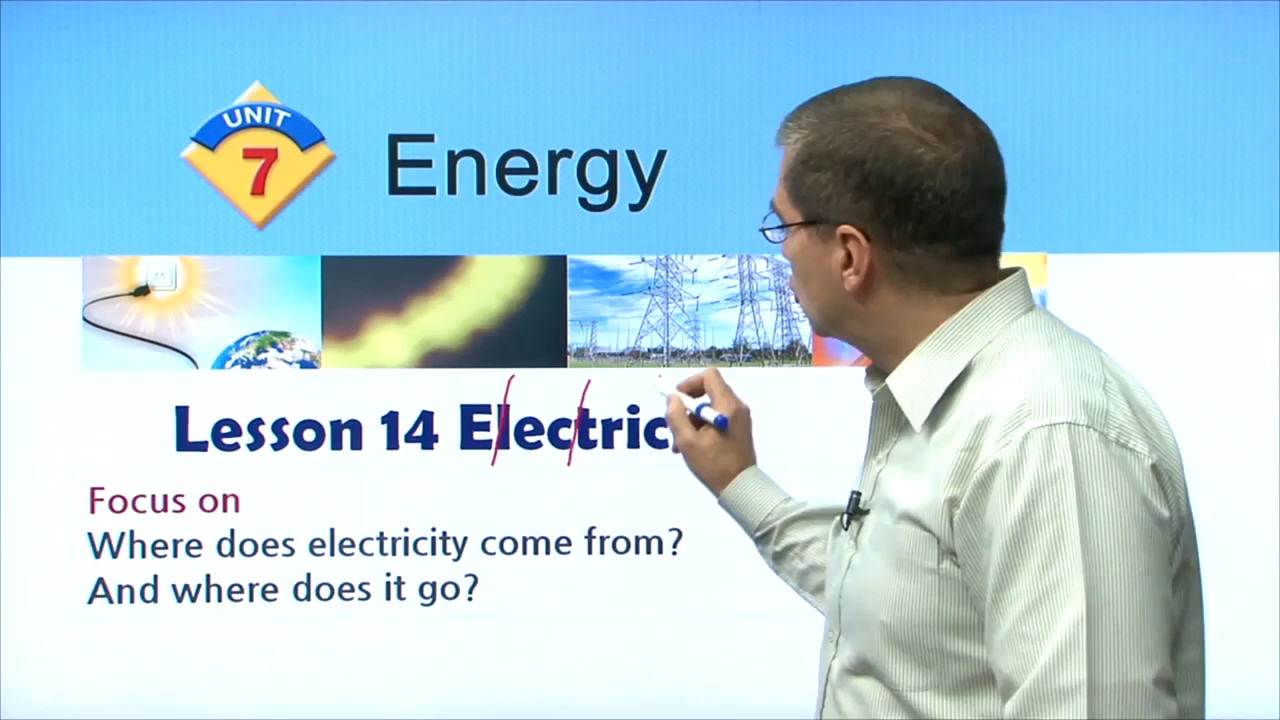 UNIT
7
Energy
Lesson 14 Electric
Focus on
Where does electricity come from?
And where does it go?